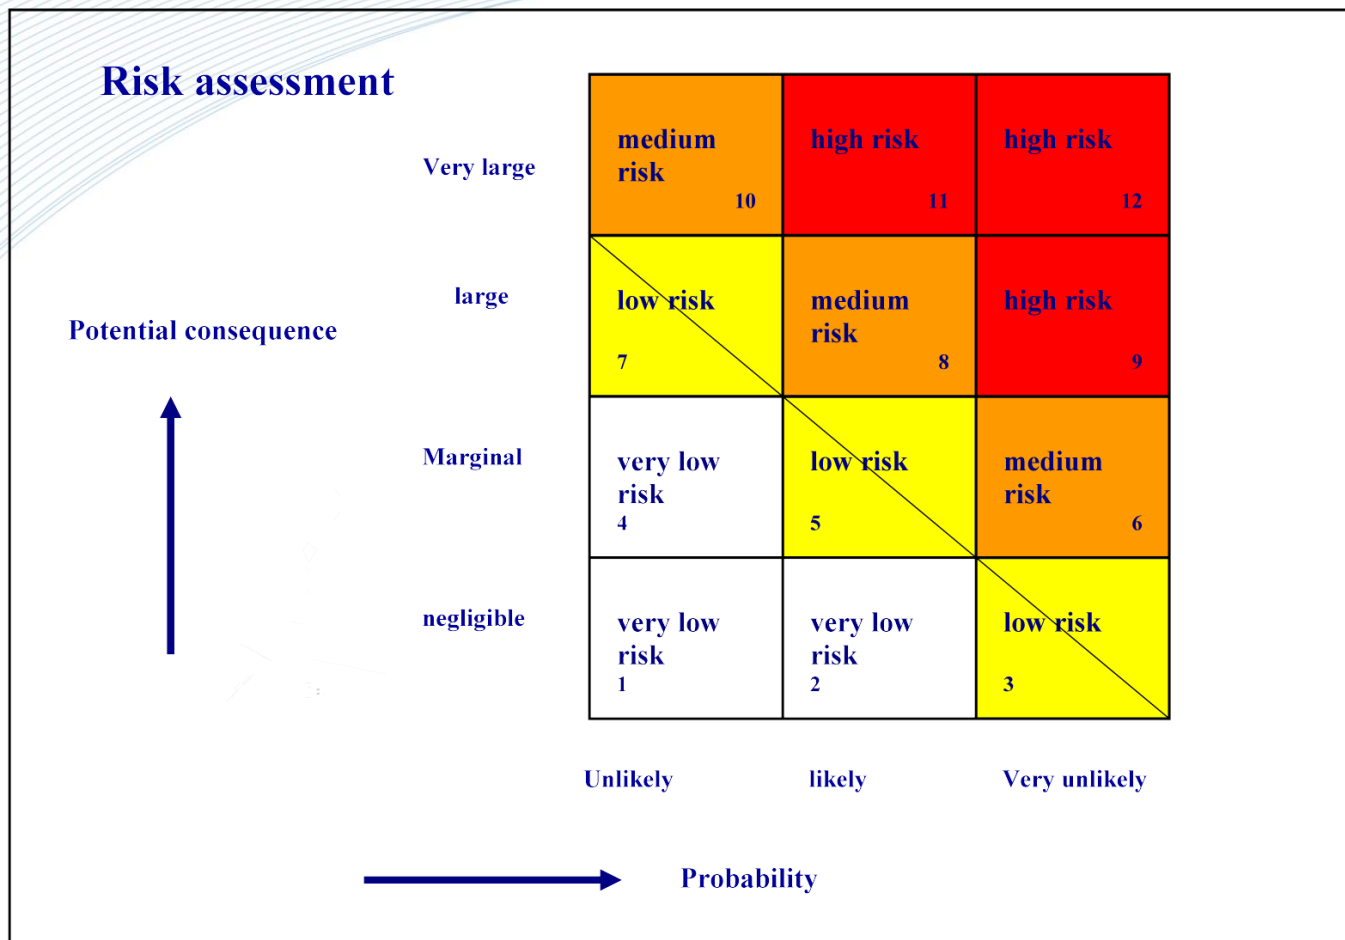 Risk assessment
Very large
medium
risk
10
high risk
11
high risk
12
large
low risk
7
medium
risk
8
high risk
9
Potential consequence
Marginal
very low
risk
4
low risk
5
medium
risk
6
negligible
very low
risk
1
very low
risk
2
low risk
3
Unlikely
likely
Very unlikely
Probability